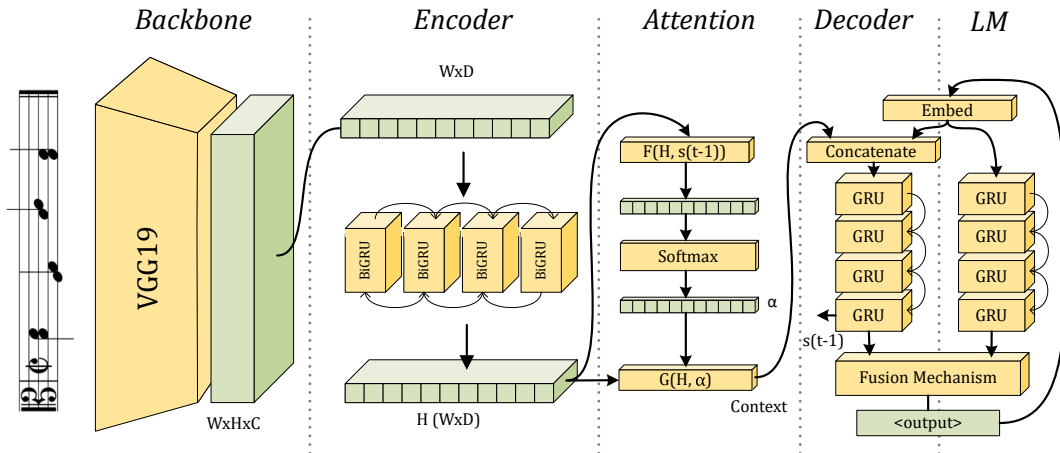 Backbone
Encoder
Attention
Decoder
LM
VGG19
WxHxC
WxD
BiGRU
BiGRU
BiGRU
BiGRU
H (WxD)
F(H, s(t-1))
Softmax
α
G(H, α)
Context
Embed
Concatenate
GRU
GRU
GRU
GRU
s(t-1)
GRU
GRU
GRU
GRU
Fusion Mechanism
<output>